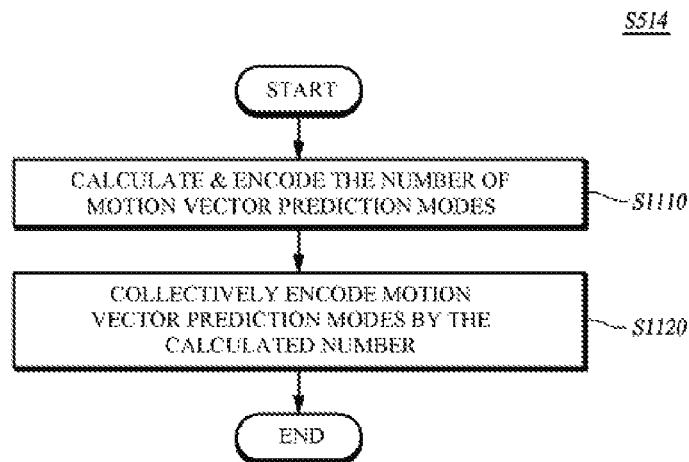 S514
START
CALCULATE & ENCODE THE NUMBER OF
MOTION VECTOR PREDICTION MODES
S1110
COLLECTIVELY ENCODE MOTION
VECTOR PREDICTION MODES BY THE
CALCULATED NUMBER
S1120
END